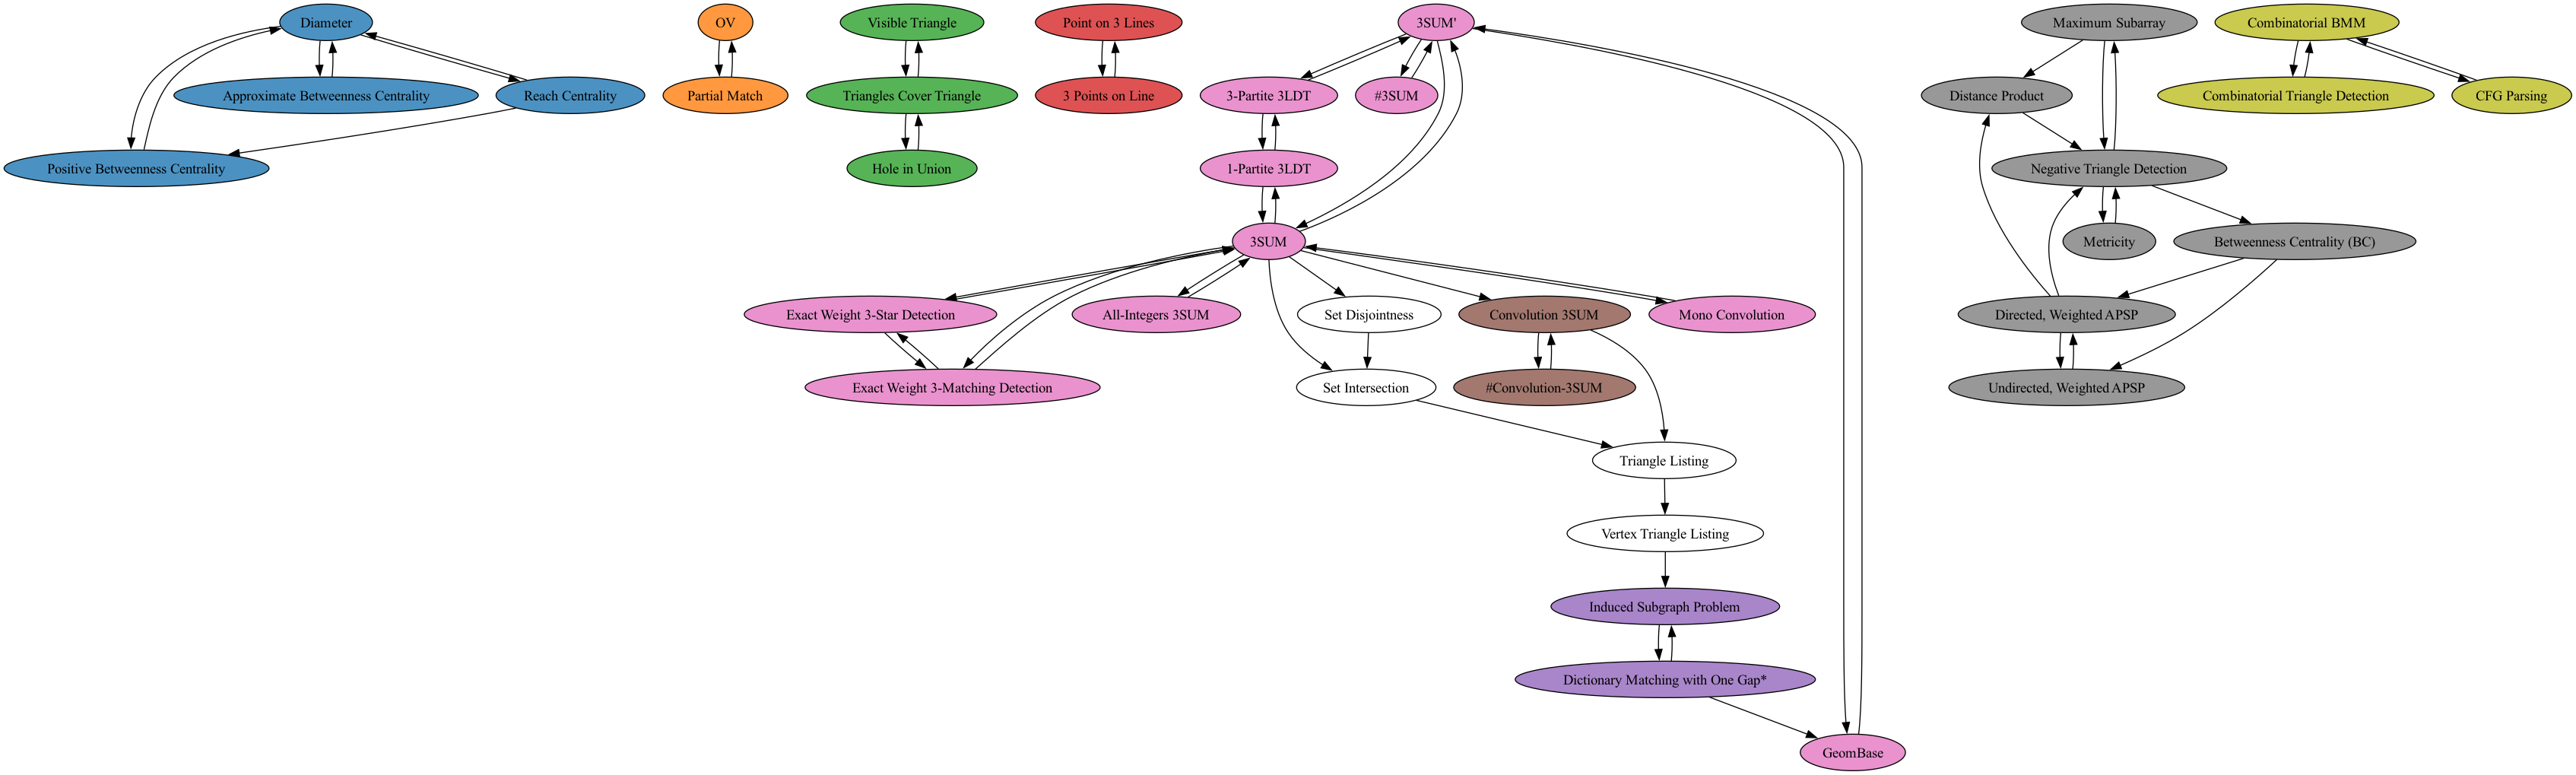 Diameter
OV
Visible Triangle
Point on 3 Lines
3SUM'
Maximum Subarray
Combinatorial BMM
Approximate Betweenness Centrality
Reach Centrality
Partial Match
Triangles Cover Triangle
3 Points on Line
3-Partite 3LDT
#3SUM
Distance Product
Combinatorial Triangle Detection
CFG Parsing
Positive Betweenness Centrality
Hole in Union
1-Partite 3LDT
Negative Triangle Detection
3SUM
Metricity
Betweenness Centrality (BC)
Exact Weight 3-Star Detection
All-Integers 3SUM
Set Disjointness
Convolution 3SUM
Mono Convolution
Directed, Weighted APSP
Exact Weight 3-Matching Detection
Set Intersection
#Convolution-3SUM
Undirected, Weighted APSP
Triangle Listing
Vertex Triangle Listing
Induced Subgraph Problem
Dictionary Matching with One Gap*
GeomBase